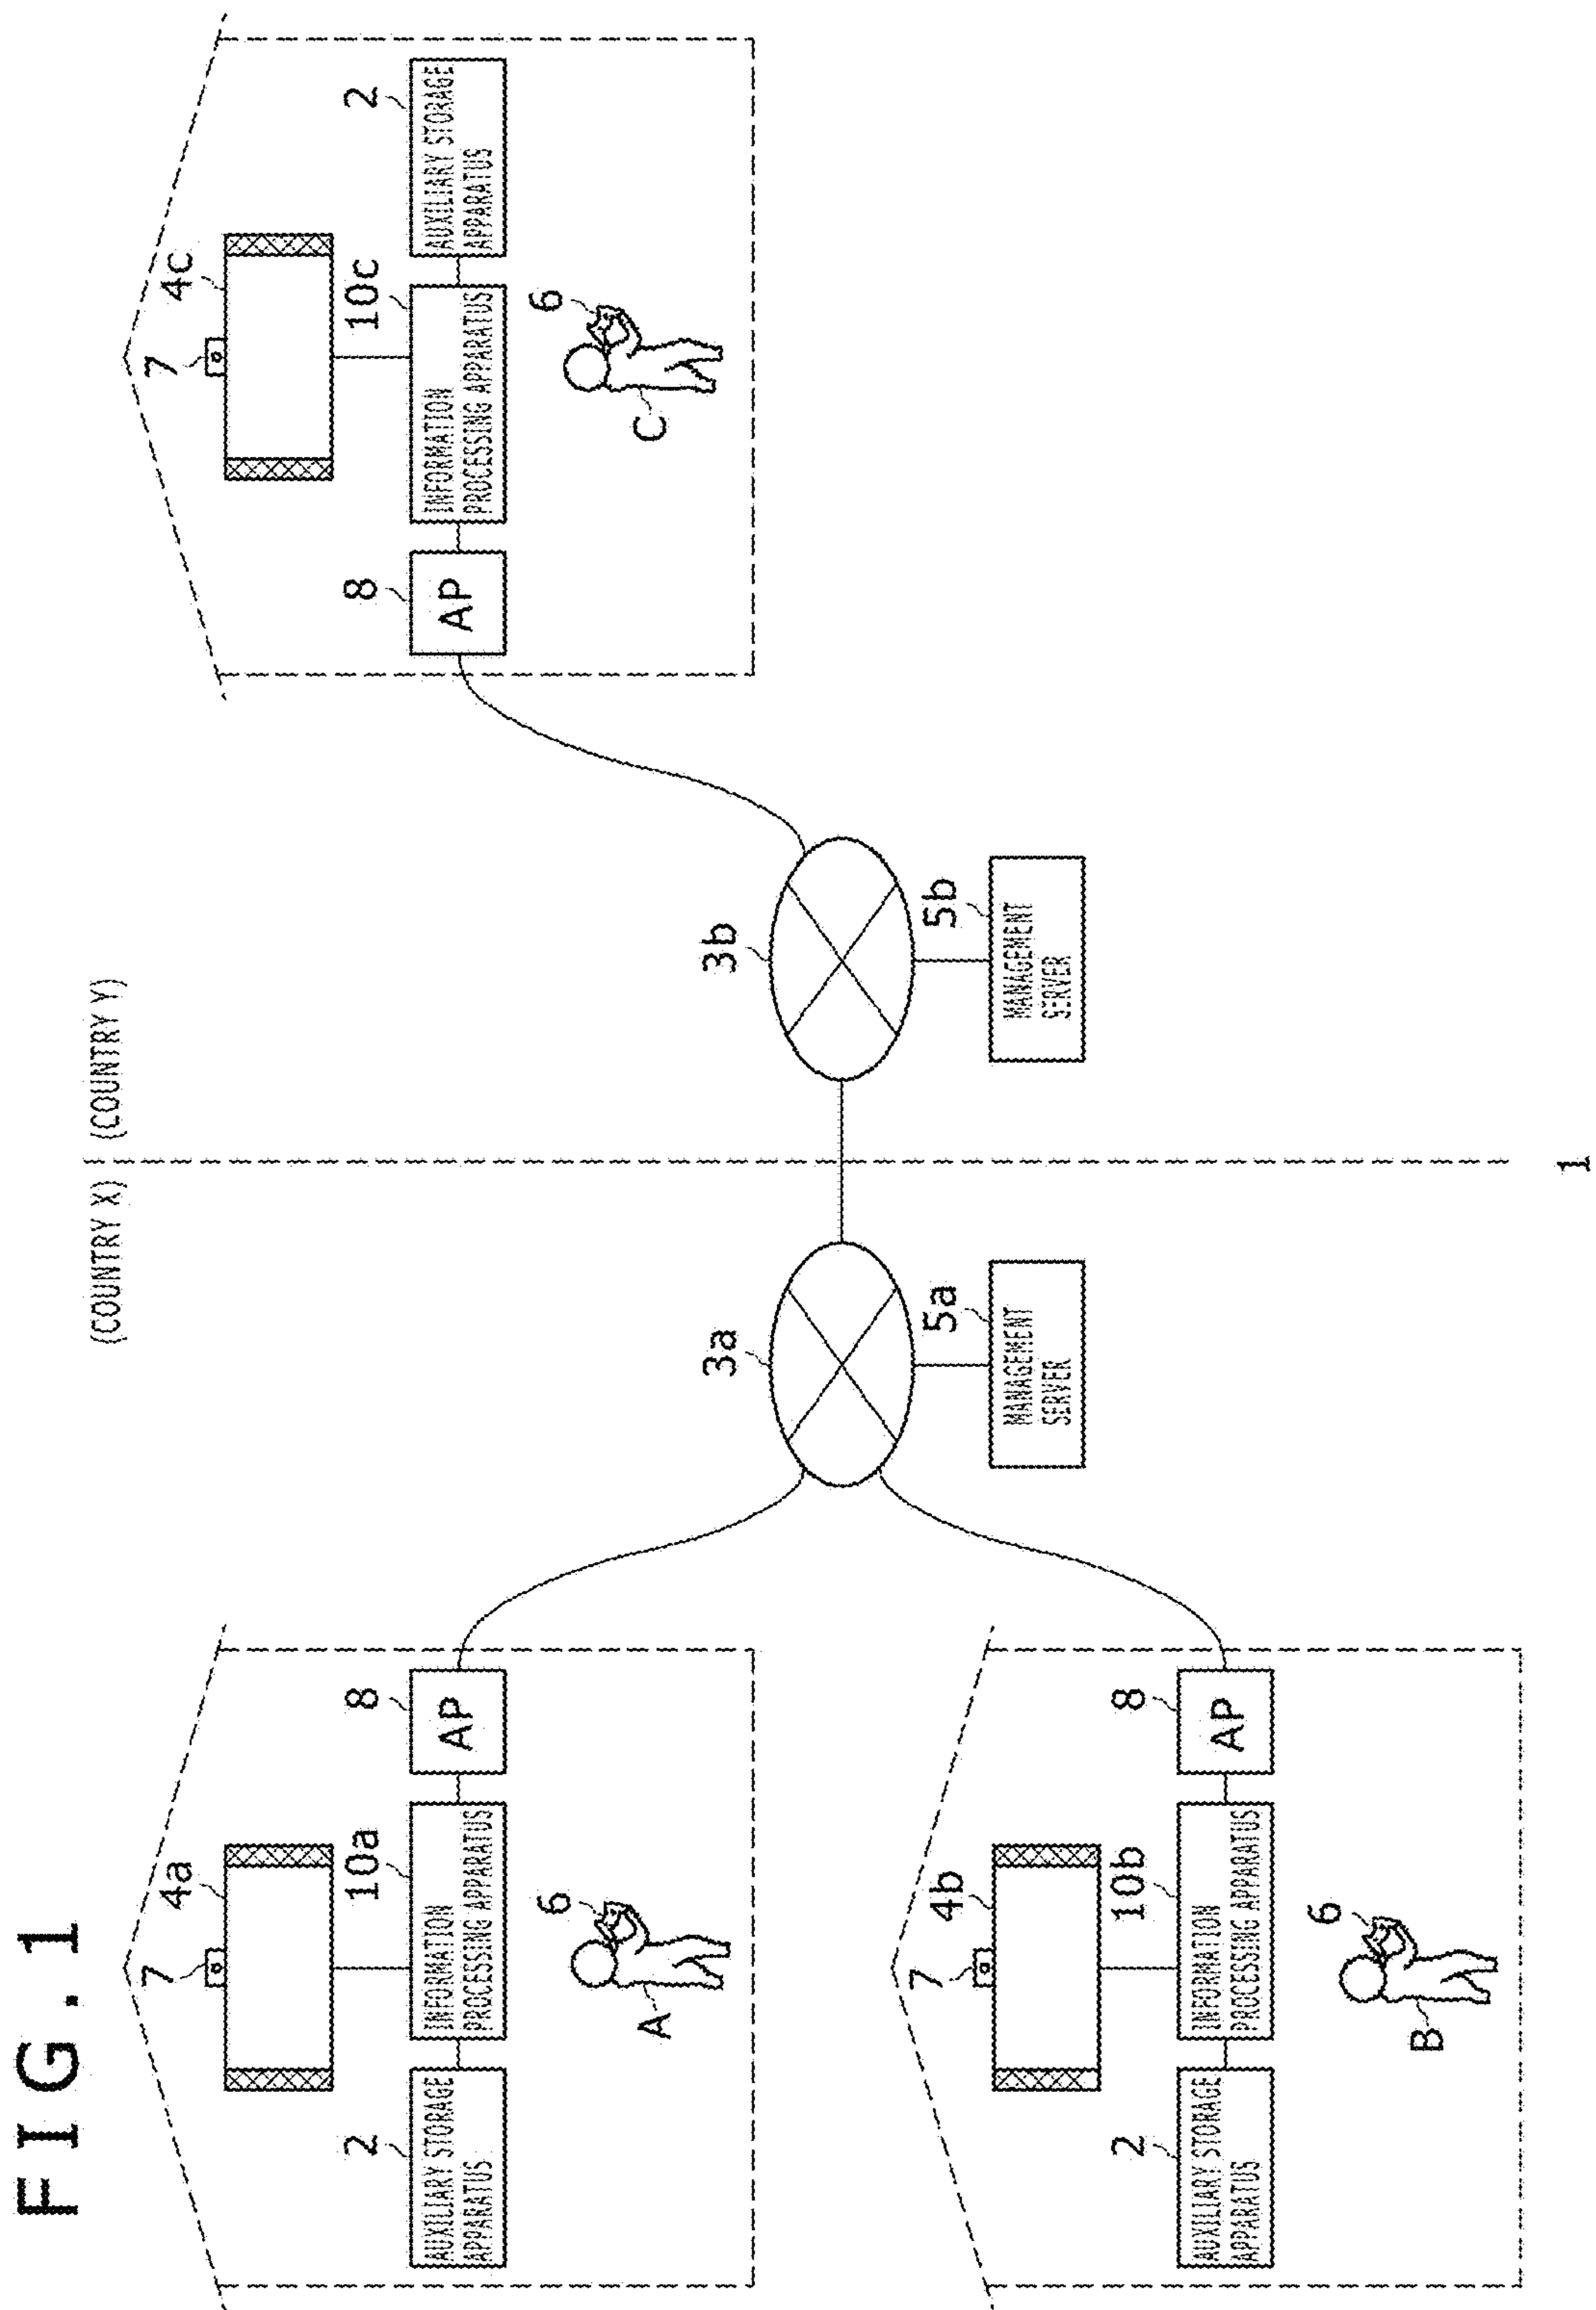 FIG. 1
(COUNTRY X)
(COUNTRY Y)
7
4a
2
10a
8
AUXILIARY STORAGE
APPARATUS
INFORMATION
PROCESSING APPARATUS
AP
A
6
7
4b
2
10b
8
AUXILIARY STORAGE
APPARATUS
INFORMATION
PROCESSING APPARATUS
AP
B
6
3a
5a
MANAGEMENT
SERVER
3b
5b
MANAGEMENT
SERVER
7
4c
8
10c
2
AP
INFORMATION
PROCESSING APPARATUS
AUXILIARY STORAGE
APPARATUS
C
6
1